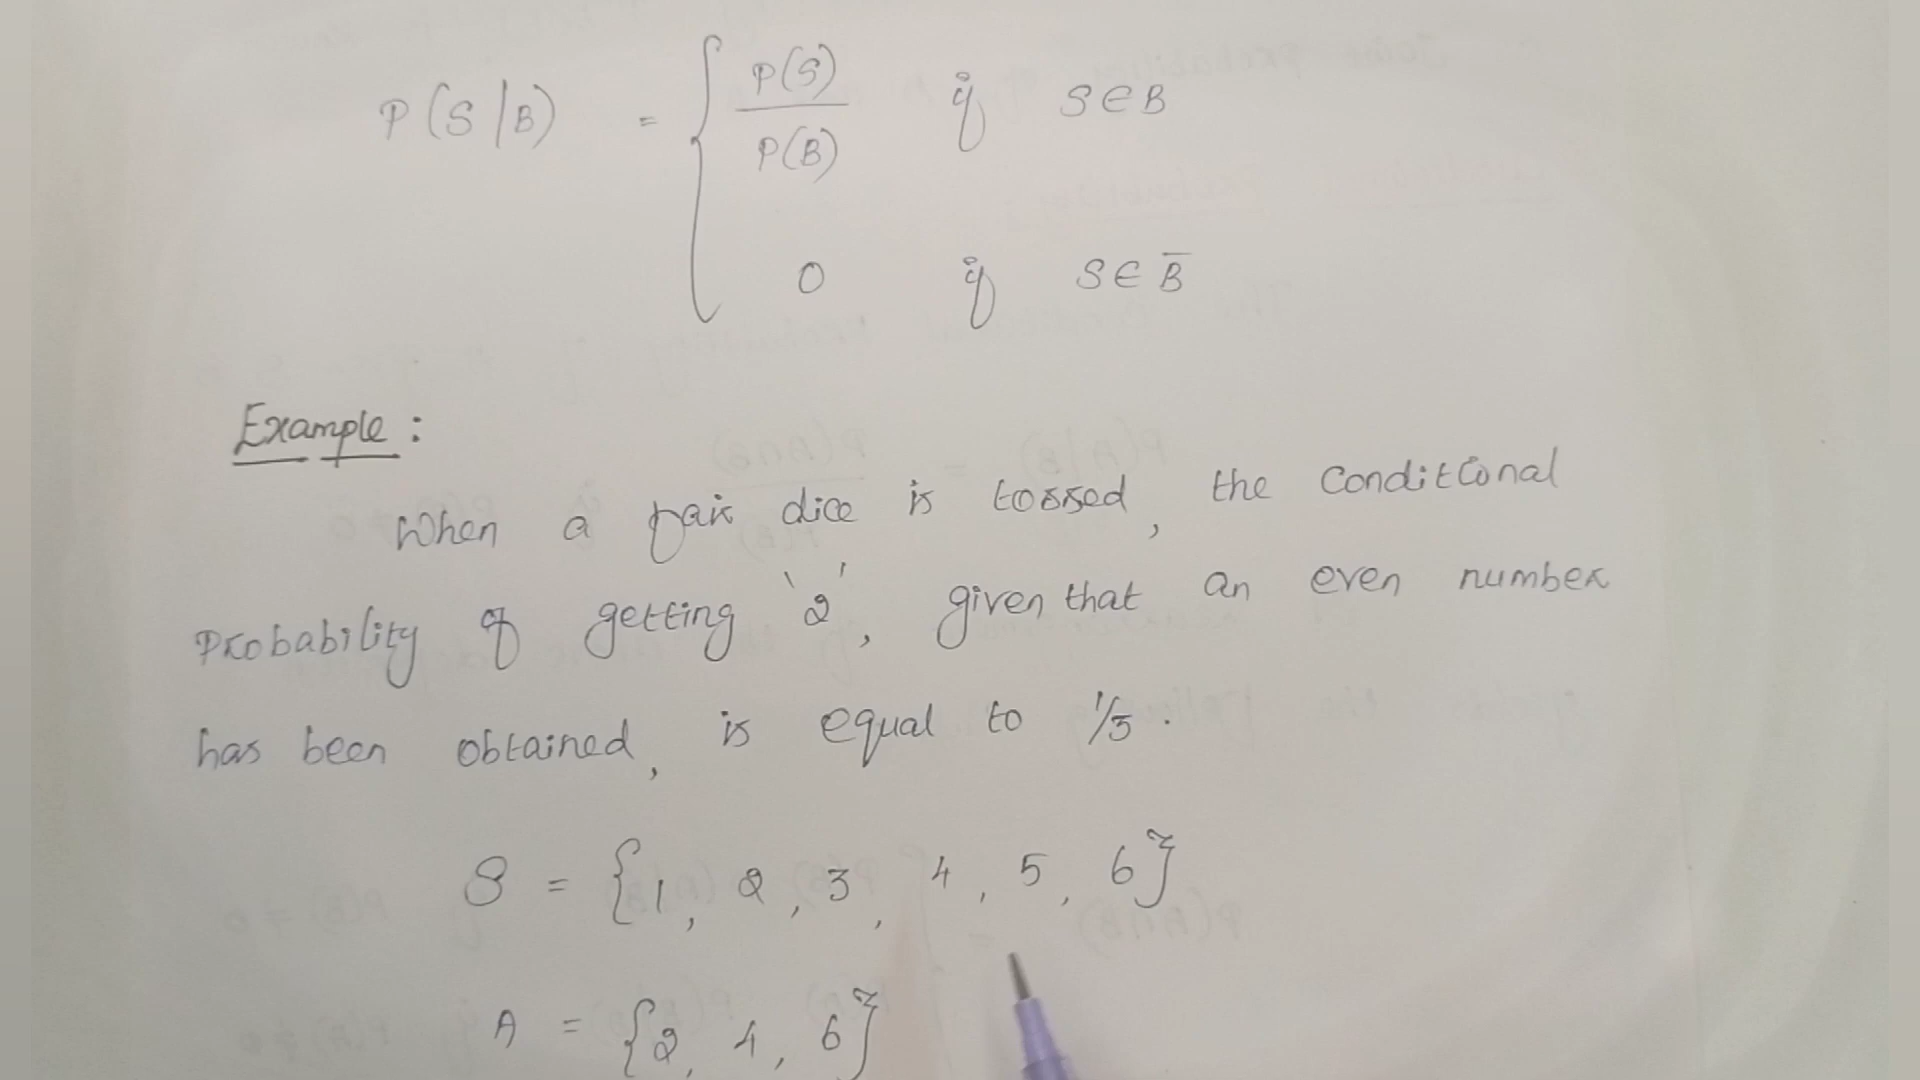 P(S|B) = { P(S)/P(B) if S∈B
0 if S∈B̅
Example:
When a fair dice is tossed, the conditional
probability of getting '2', given that an even number
has been obtained, is equal to 1/3.
S = {1, 2, 3, 4, 5, 6}
A = {2, 4, 6}